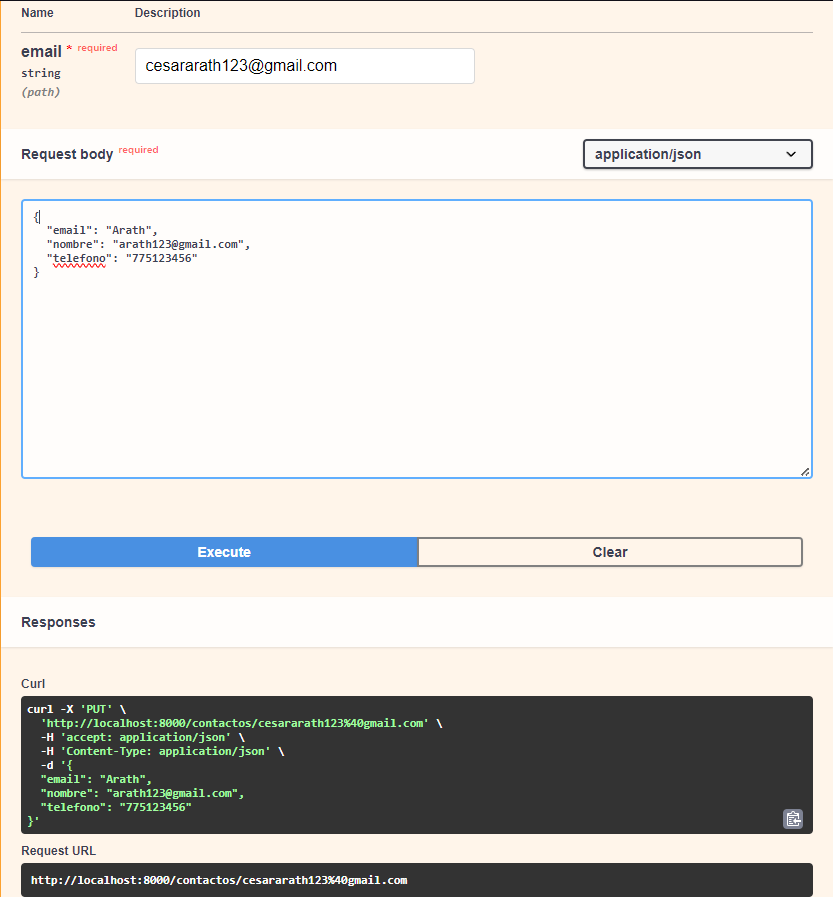 Name Description
email * required
cesararath123@gmail.com
string
(path)
Request body required
application/json
{
"email": "Arath",
"nombre": "arath123@gmail.com",
"telefono": "775123456"
}
Execute Clear
Responses
Curl
curl -X 'PUT' \
'http://localhost:8000/contactos/cesararath123%40gmail.com' \
-H 'accept: application/json' \
-H 'Content-Type: application/json' \
-d '{
"email": "Arath",
"nombre": "arath123@gmail.com",
"telefono": "775123456"
}'
Request URL
http://localhost:8000/contactos/cesararath123%40gmail.com